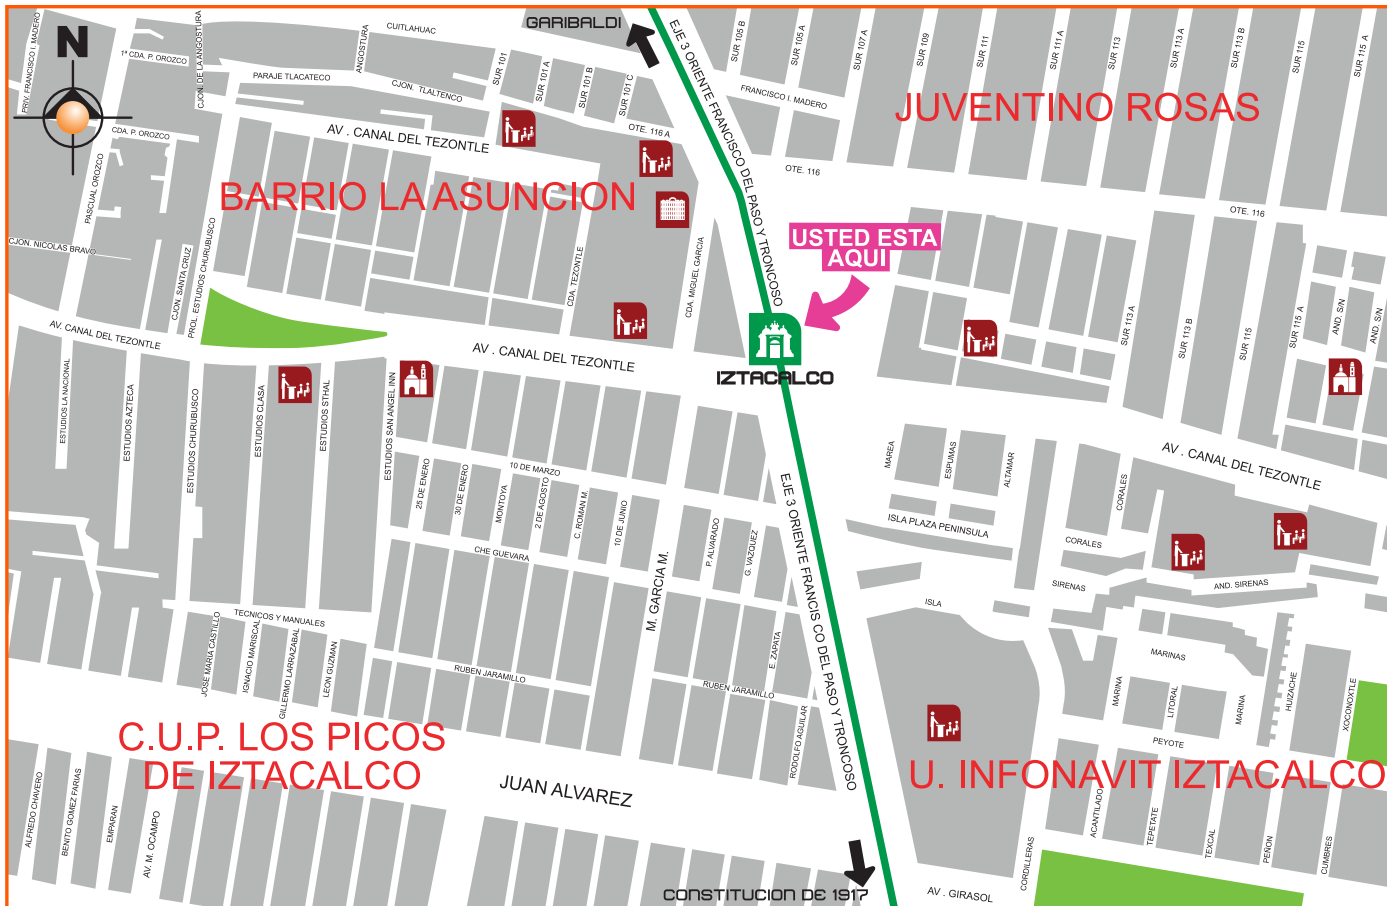 GARIBALDI
N
PRIV. FRANCISCO I. MADERO
1ª CDA. P. OROZCO
CJON. DE LA ANGOSTURA
CUITLAHUAC
ANGOSTURA
PARAJE TLACATECO
CJON. TLALTENCO
SUR 101
SUR 101 A
SUR 101 B
SUR 101 C
OTE. 116 A
EJE 3 ORIENTE FRANCISCO DEL PASO Y TRONCOSO
SUR 105 B
SUR 105 A
SUR 107 A
SUR 109
SUR 111
SUR 111 A
SUR 113
SUR 113 A
SUR 113 B
SUR 115
SUR 115 A
FRANCISCO I. MADERO
JUVENTINO ROSAS
CDA. P. OROZCO
AV . CANAL DEL TEZONTLE
OTE. 116
OTE. 116
PASCUAL OROZCO
BARRIO LA ASUNCION
CJON. NICOLAS BRAVO
CJON. SANTA CRUZ
PROL. ESTUDIOS CHURUBUSCO
CDA. TEZONTLE
CDA. MIGUEL GARCIA
USTED ESTA
AQUI
IZTACALCO
AV. CANAL DEL TEZONTLE
AV . CANAL DEL TEZONTLE
SUR 113 A
SUR 113 B
SUR 115
SUR 115 A
AND. S/N
AND. S/N
ESTUDIOS LA NACIONAL
ESTUDIOS AZTECA
ESTUDIOS CHURUBUSCO
ESTUDIOS CLASA
ESTUDIOS STHAL
ESTUDIOS SAN ANGEL INN
10 DE MARZO
25 DE ENERO
30 DE ENERO
MONTOYA
2 DE AGOSTO
C. ROMAN M.
10 DE JUNIO
CHE GUEVARA
M. GARCIA M.
P. ALVARADO
G. VAZQUEZ
EJE 3 ORIENTE FRANCIS CO DEL PASO Y TRONCOSO
MAREA
ESPUMAS
ALTAMAR
CORALES
AV . CANAL DEL TEZONTLE
ISLA PLAZA PENINSULA
CORALES
SIRENAS
AND. SIRENAS
ISLA
TECNICOS Y MANUALES
JOSE MARIA CASTILLO
IGNACIO MARISCAL
GILLERMO LARRAZABAL
LEON GUZMAN
RUBEN JARAMILLO
RUBEN JARAMILLO
E. ZAPATA
RODOLFO AGUILAR
MARINAS
MARINA
LITORAL
MARINA
HUIZACHE
XOCONOXTLE
PEYOTE
C.U.P. LOS PICOS
DE IZTACALCO
JUAN ALVAREZ
U. INFONAVIT IZTACALCO
ALFREDO CHAVERO
BENITO GOMEZ FARIAS
EMPARAN
AV. M. OCAMPO
CORDILLERAS
ACANTILADO
TEPETATE
TEXCAL
PEÑON
CUMBRES
CONSTITUCION DE 1917
AV . GIRASOL